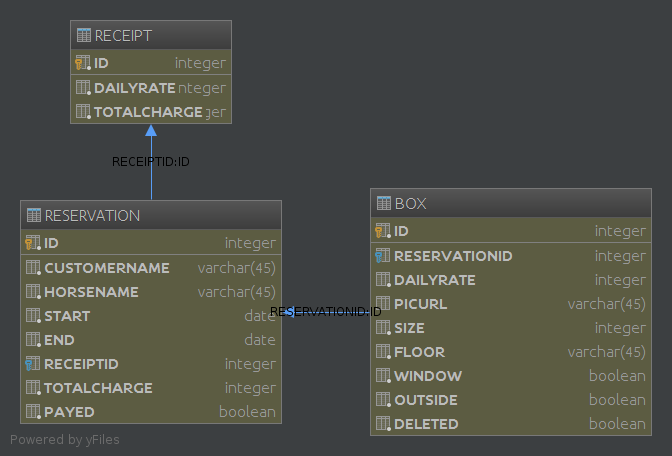 RECEIPT
ID integer
DAILYRATE nteger
TOTALCHARGE ger
RECEIPTID:ID
RESERVATION
ID integer
CUSTOMERNAME varchar(45)
HORSENAME varchar(45)
START date
END date
RECEIPTID integer
TOTALCHARGE integer
PAYED boolean
RESERVATIONID:ID
BOX
ID integer
RESERVATIONID integer
DAILYRATE integer
PICURL varchar(45)
SIZE integer
FLOOR varchar(45)
WINDOW boolean
OUTSIDE boolean
DELETED boolean
Powered by yFiles